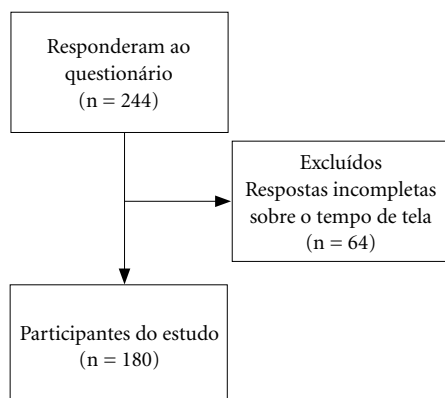 Responderam ao
questionário
(n = 244)
Excluídos
Respostas incompletas
sobre o tempo de tela
(n = 64)
Participantes do estudo
(n = 180)